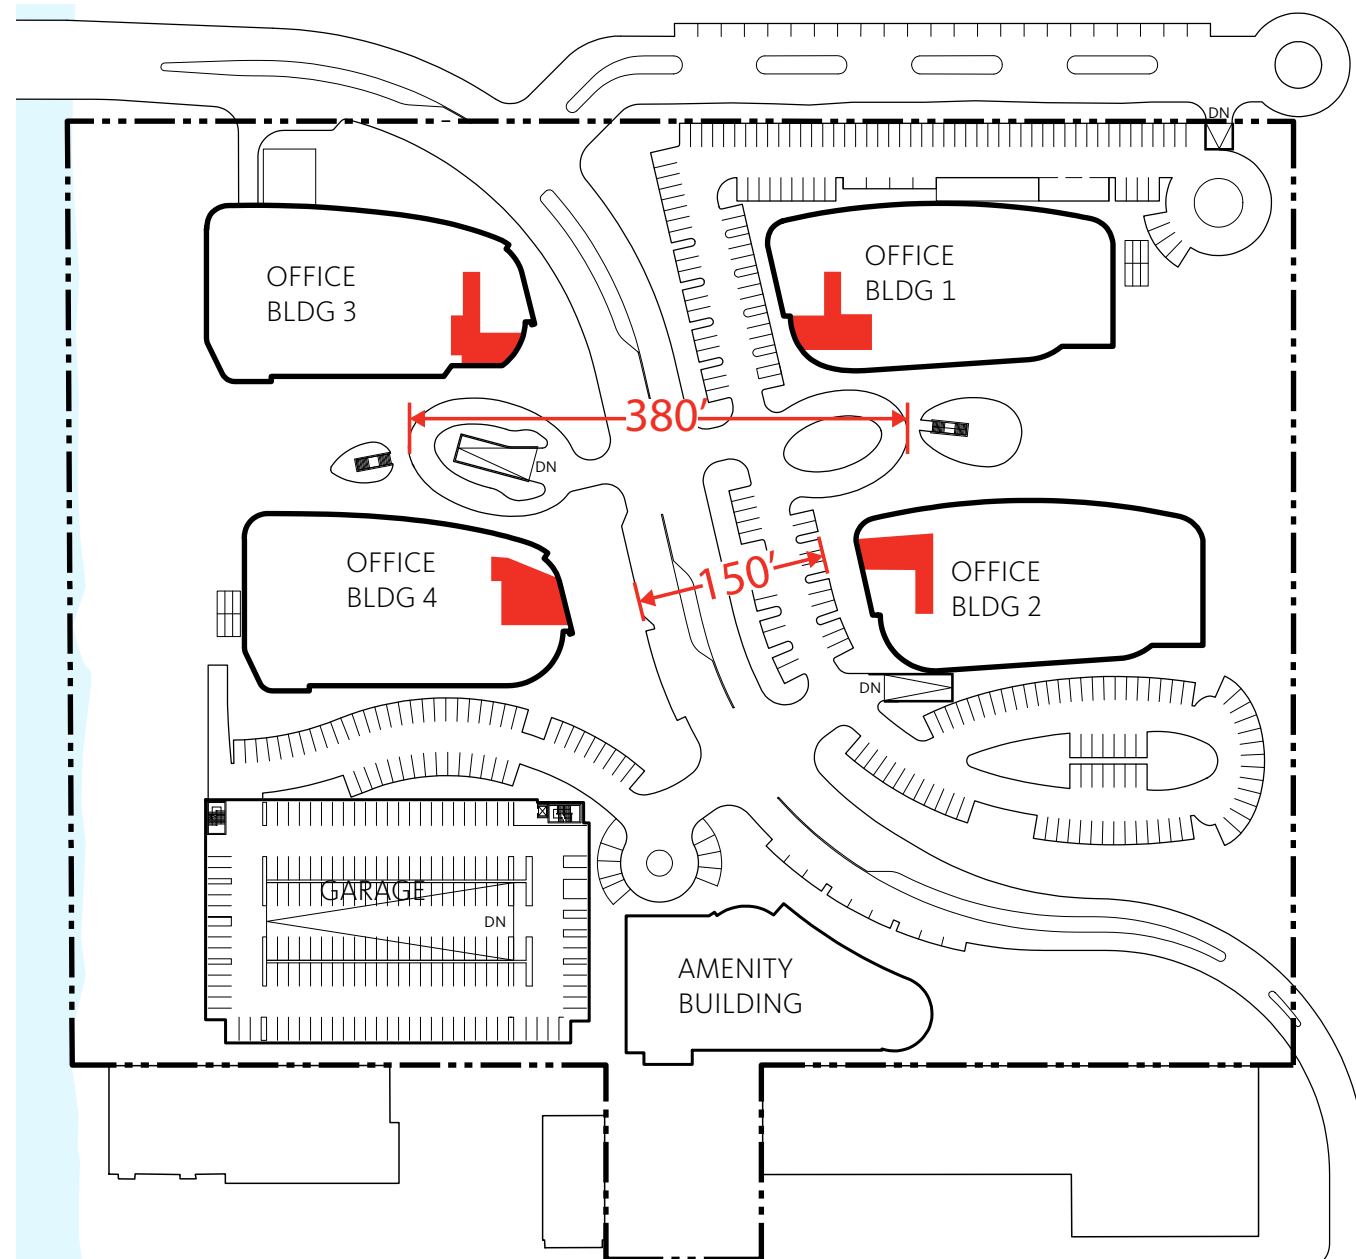 DN
OFFICE
BLDG 1
OFFICE
BLDG 3
380’
DN
OFFICE
BLDG 4
150’
OFFICE
BLDG 2
DN
GARAGE
DN
AMENITY
BUILDING